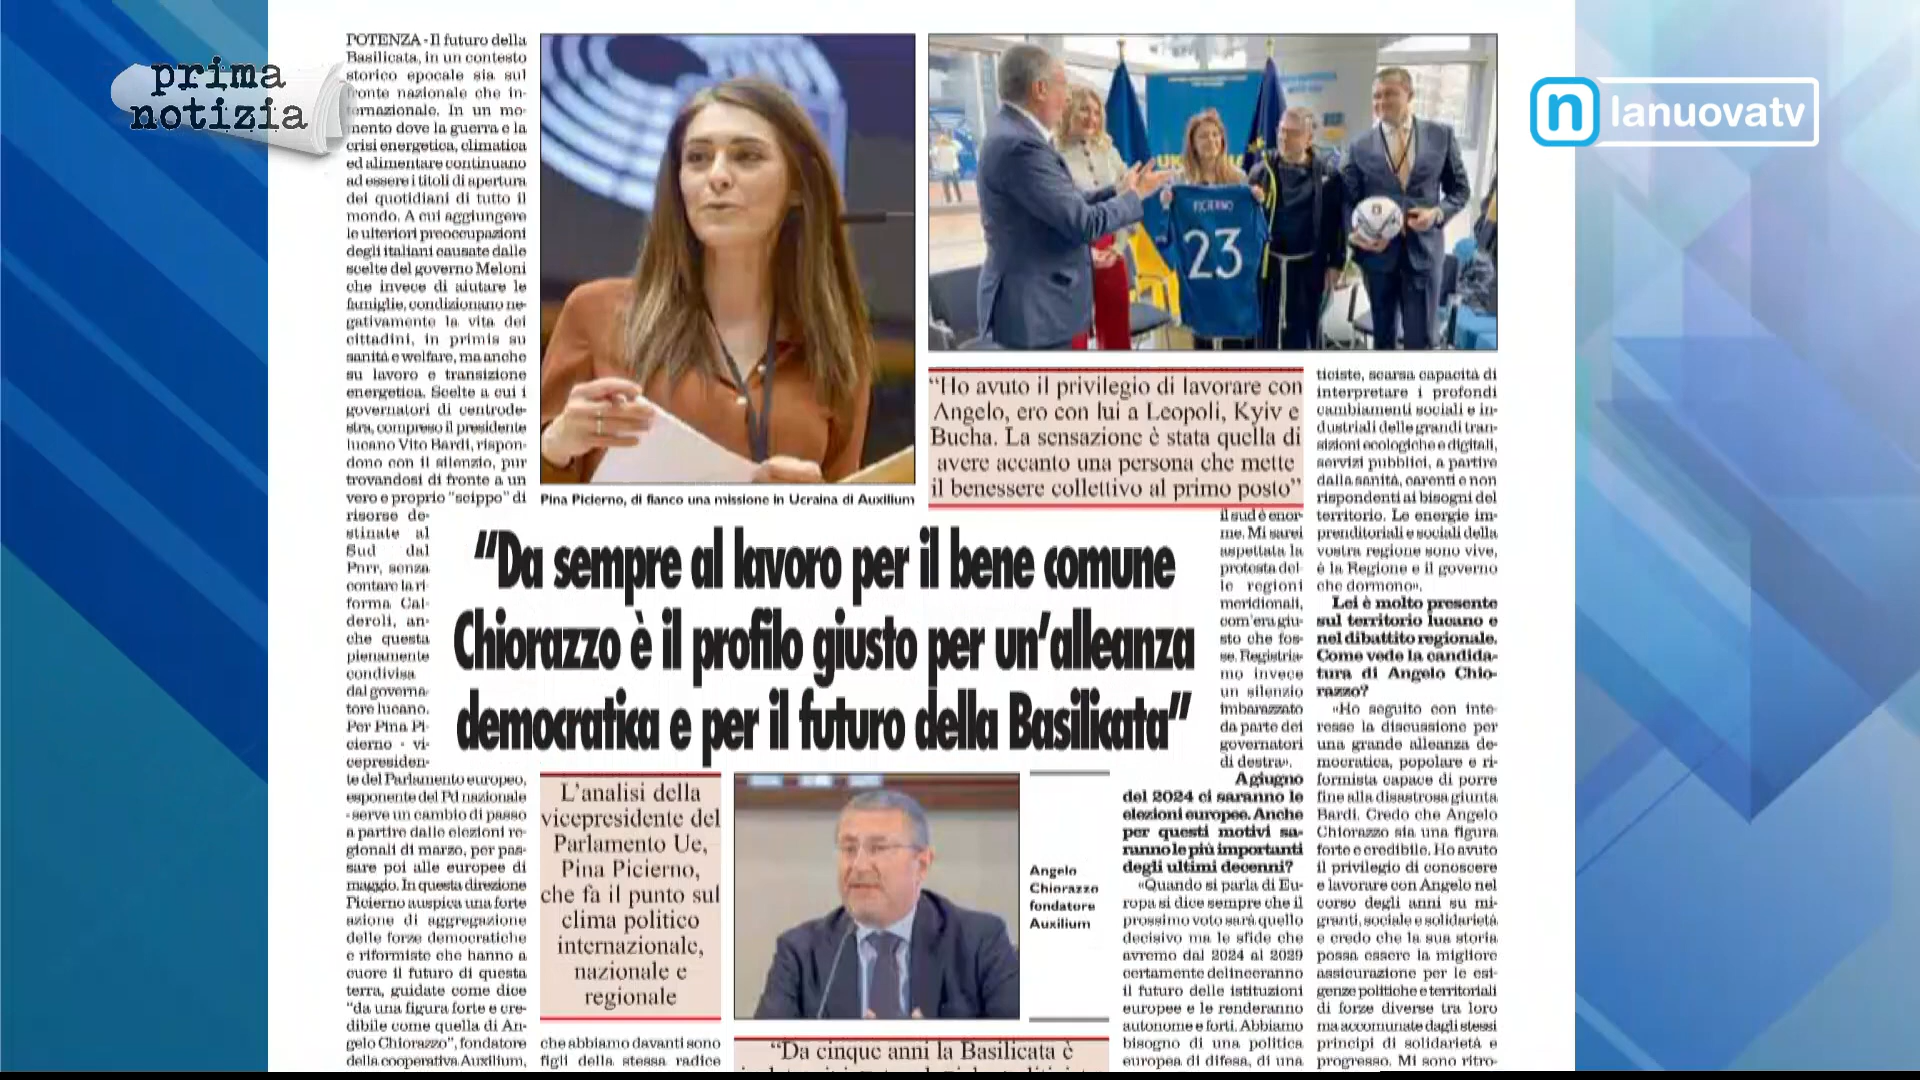 prima
notizia
lanuovatv
POTENZA - Il futuro della
Basilicata, in un contesto
storico epocale sia sul
fronte nazionale che in-
ternazionale. In un mo-
mento dove la guerra e la
crisi energetica, climatica
ed alimentare continuano
ad essere i titoli di apertura
dei quotidiani di tutto il
mondo. A cui aggiungere
le ulteriori preoccupazioni
degli italiani causate dalle
scelte del governo Meloni
che invece di aiutare le
famiglie, condizionano ne-
gativamente la vita dei
cittadini, in primis su
sanità e welfare, ma anche
su lavoro e transizione
energetica. Scelte a cui i
governatori di centrode-
stra, compreso il presidente
lucano Vito Bardi, rispon-
dono con il silenzio, pur
trovandosi di fronte a un
vero e proprio "scippo" di
risorse de-
stinate al
Sud dal
Pnrr, senza
contare la ri-
forma Cal-
deroli, an-
che questa
pienamente
condivisa
dal governa-
tore lucano.
Per Pina Pi-
cierno - vi-
cepresiden-
te del Parlamento europeo,
esponente del Pd nazionale
- serve un cambio di passo
a partire dalle elezioni re-
gionali di marzo, per pas-
sare poi alle europee di
maggio. In questa direzione
Picierno auspica una forte
azione di aggregazione
delle forze democratiche
e riformiste che hanno a
cuore il futuro di questa
terra, guidate come dice
"da una figura forte e cre-
dibile come quella di An-
gelo Chiorazzo", fondatore
della cooperativa Auxilium,
PICIERNO
23
Pina Picierno, di fianco una missione in Ucraina di Auxilium
“Ho avuto il privilegio di lavorare con
Angelo, ero con lui a Leopoli, Kyiv e
Bucha. La sensazione è stata quella di
avere accanto una persona che mette
il benessere collettivo al primo posto”
“Da sempre al lavoro per il bene comune
Chiorazzo è il profilo giusto per un’alleanza
democratica e per il futuro della Basilicata”
L’analisi della
vicepresidente del
Parlamento Ue,
Pina Picierno,
che fa il punto sul
clima politico
internazionale,
nazionale e
regionale
che abbiamo davanti sono
figli della stessa radice
Angelo
Chiorazzo
fondatore
Auxilium
“Da cinque anni la Basilicata è
il sud è enor-
me. Mi sarei
aspettata la
protesta del-
le regioni
meridionali,
com'era giu-
sto che fos-
se. Registria-
mo invece
un silenzio
imbarazzato
da parte dei
governatori
di destra».
A giugno
del 2024 ci saranno le
elezioni europee. Anche
per questi motivi sa-
ranno le più importanti
degli ultimi decenni?
«Quando si parla di Eu-
ropa si dice sempre che il
prossimo voto sarà quello
decisivo ma le sfide che
avremo dal 2024 al 2029
certamente delineeranno
il futuro delle istituzioni
europee e le renderanno
autonome e forti. Abbiamo
bisogno di una politica
europea di difesa, di una
ticiste, scarsa capacità di
interpretare i profondi
cambiamenti sociali e in-
dustriali delle grandi tran-
sizioni ecologiche e digitali,
servizi pubblici, a partire
dalla sanità, carenti e non
rispondenti ai bisogni del
territorio. Le energie im-
prenditoriali e sociali della
vostra regione sono vive,
è la Regione e il governo
che dormono».
Lei è molto presente
sul territorio lucano e
nel dibattito regionale.
Come vede la candida-
tura di Angelo Chio-
razzo?
«Ho seguito con inte-
resse la discussione per
una grande alleanza de-
mocratica, popolare e ri-
formista capace di porre
fine alla disastrosa giunta
Bardi. Credo che Angelo
Chiorazzo sia una figura
forte e credibile. Ho avuto
il privilegio di conoscere
e lavorare con Angelo nel
corso degli anni su mi-
granti, sociale e solidarietà
e credo che la sua storia
possa essere la migliore
assicurazione per le esi-
genze politiche e territoriali
di forze diverse tra loro
ma accomunate dagli stessi
principi di solidarietà e
progresso. Mi sono ritro-